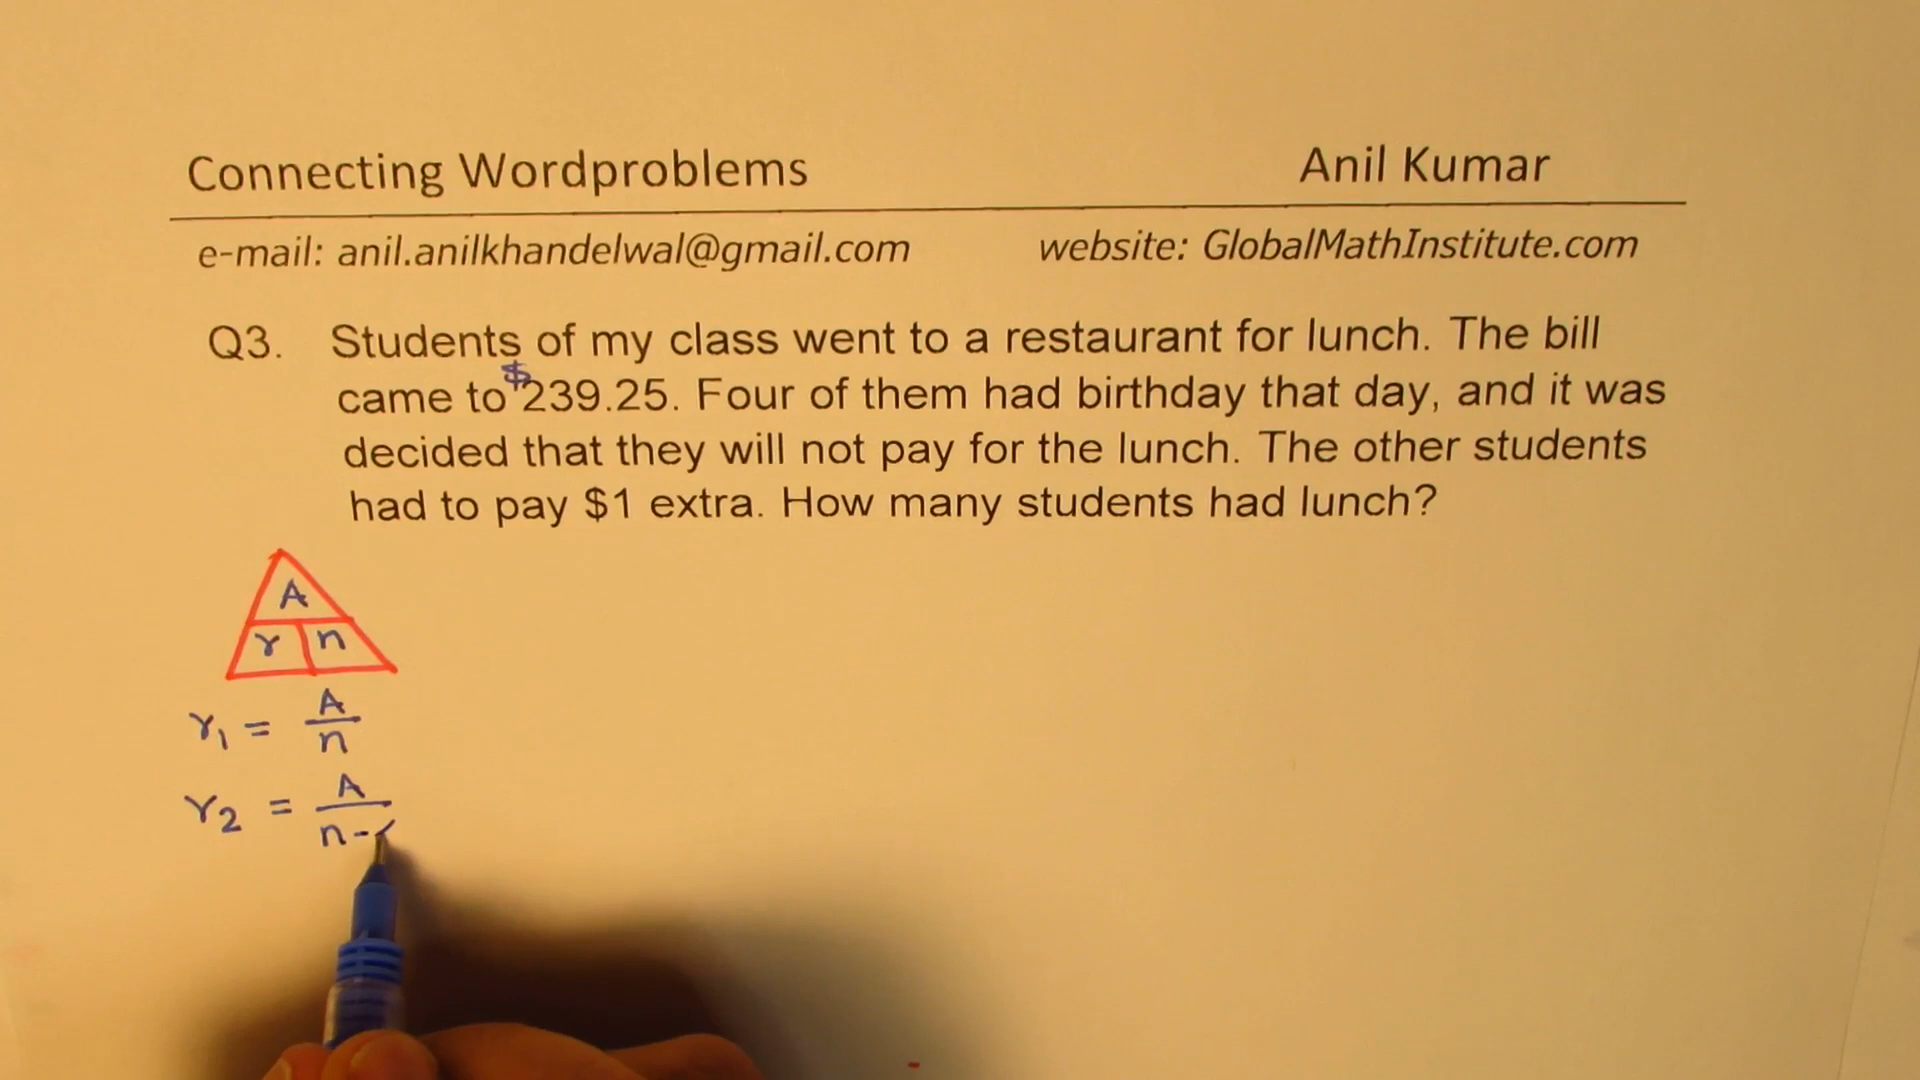 Connecting Wordproblems Anil Kumar
e-mail: anil.anilkhandelwal@gmail.com website: GlobalMathInstitute.com
Q3. Students of my class went to a restaurant for lunch. The bill
came to $239.25. Four of them had birthday that day, and it was
decided that they will not pay for the lunch. The other students
had to pay $1 extra. How many students had lunch?
A
r n
r₁ = A/n
r₂ = A/n-